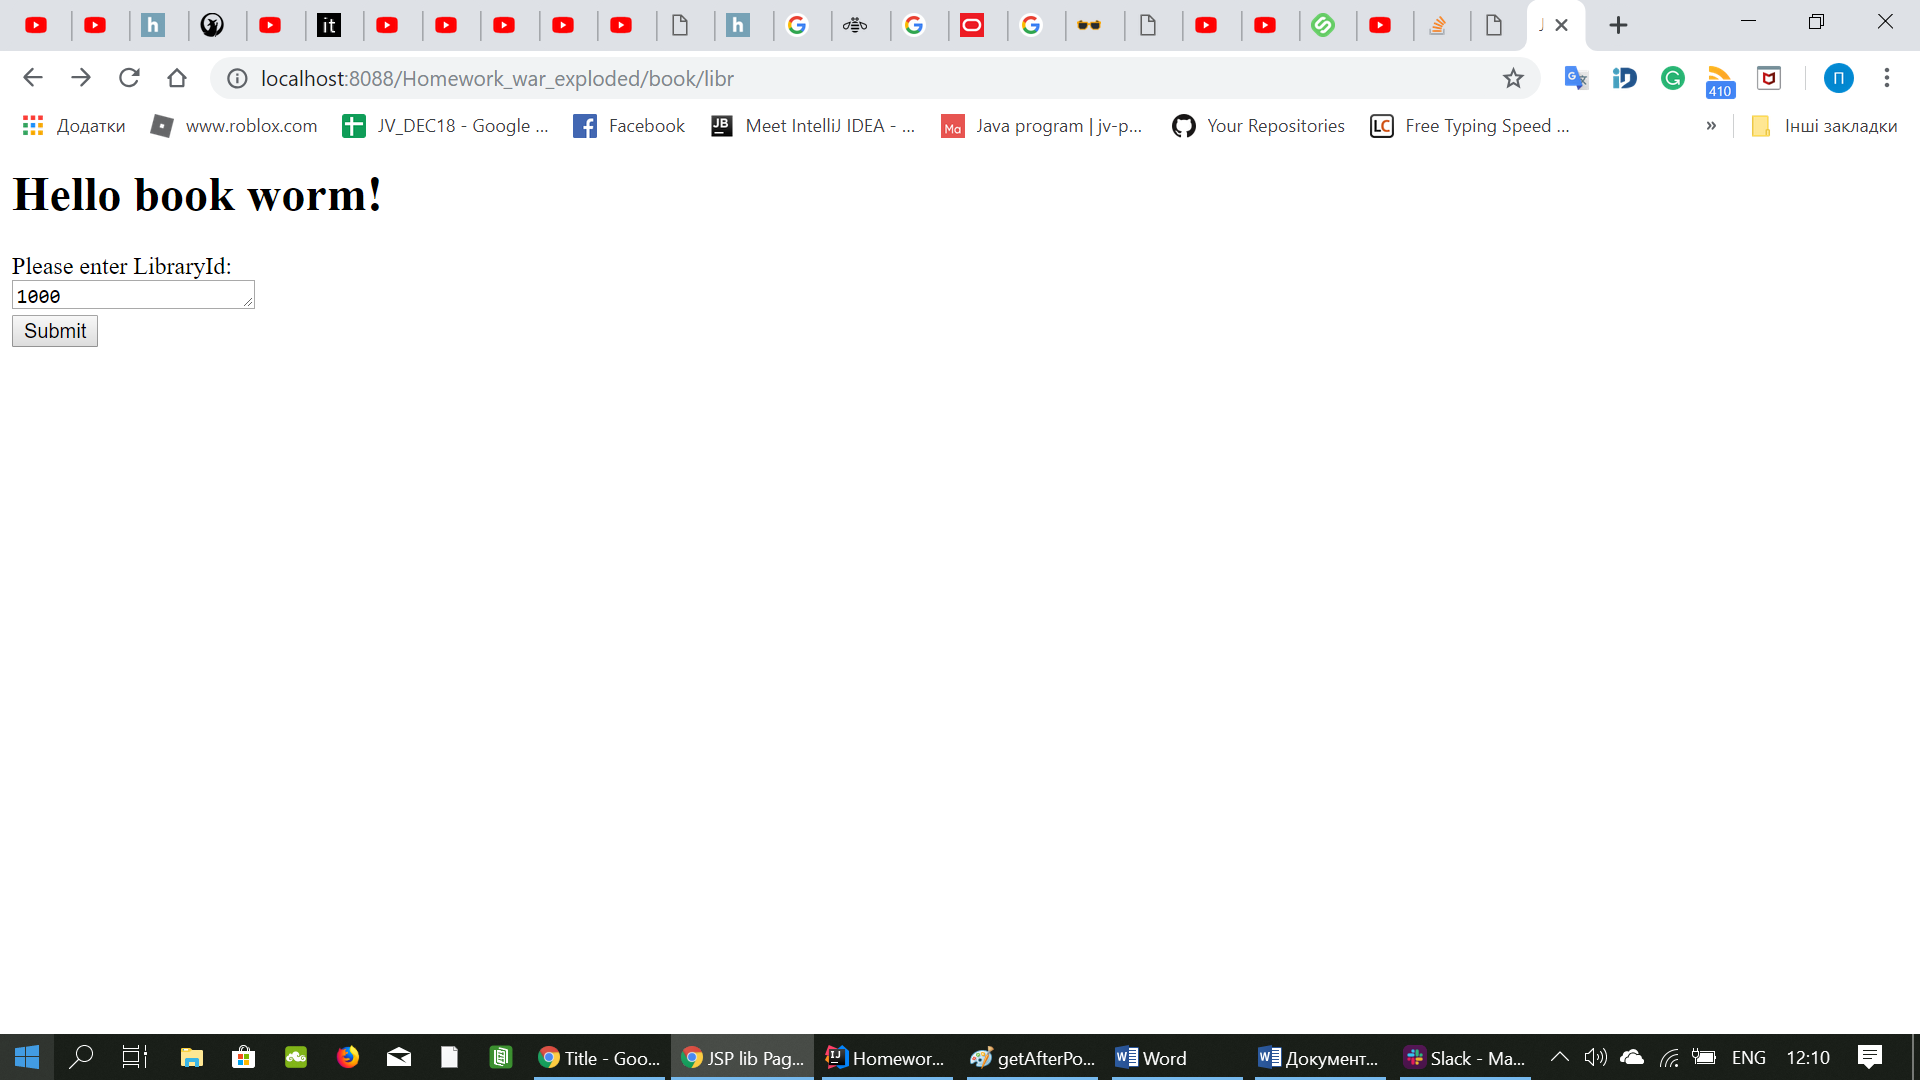 it
localhost:8088/Homework_war_exploded/book/libr
410
П
Додатки www.roblox.com JV_DEC18 - Google ... Facebook Meet IntelliJ IDEA - ... Java program | jv-p... Your Repositories Free Typing Speed ... » Інші закладки
Hello book worm!
Please enter LibraryId:
1000
Submit
Title - Goo... JSP lib Pag... Homewor... getAfterPo... Word Документ... Slack - Ma... ENG 12:10